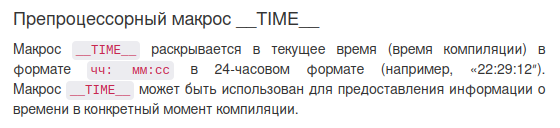 Препроцессорный макрос __TIME__
Макрос __TIME__ раскрывается в текущее время (время компиляции) в
формате чч: мм:сс в 24-часовом формате (например, «22:29:12″).
Макрос __TIME__ может быть использован для предоставления информации о
времени в конкретный момент компиляции.